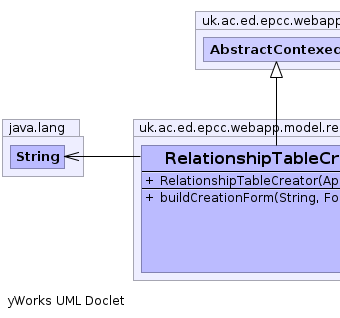 uk.ac.ed.epcc.webapp
AbstractContexed
java.lang
String
uk.ac.ed.epcc.webapp.model.re
RelationshipTableCr
+ RelationshipTableCreator(Ap
+ buildCreationForm(String, Fo
yWorks UML Doclet